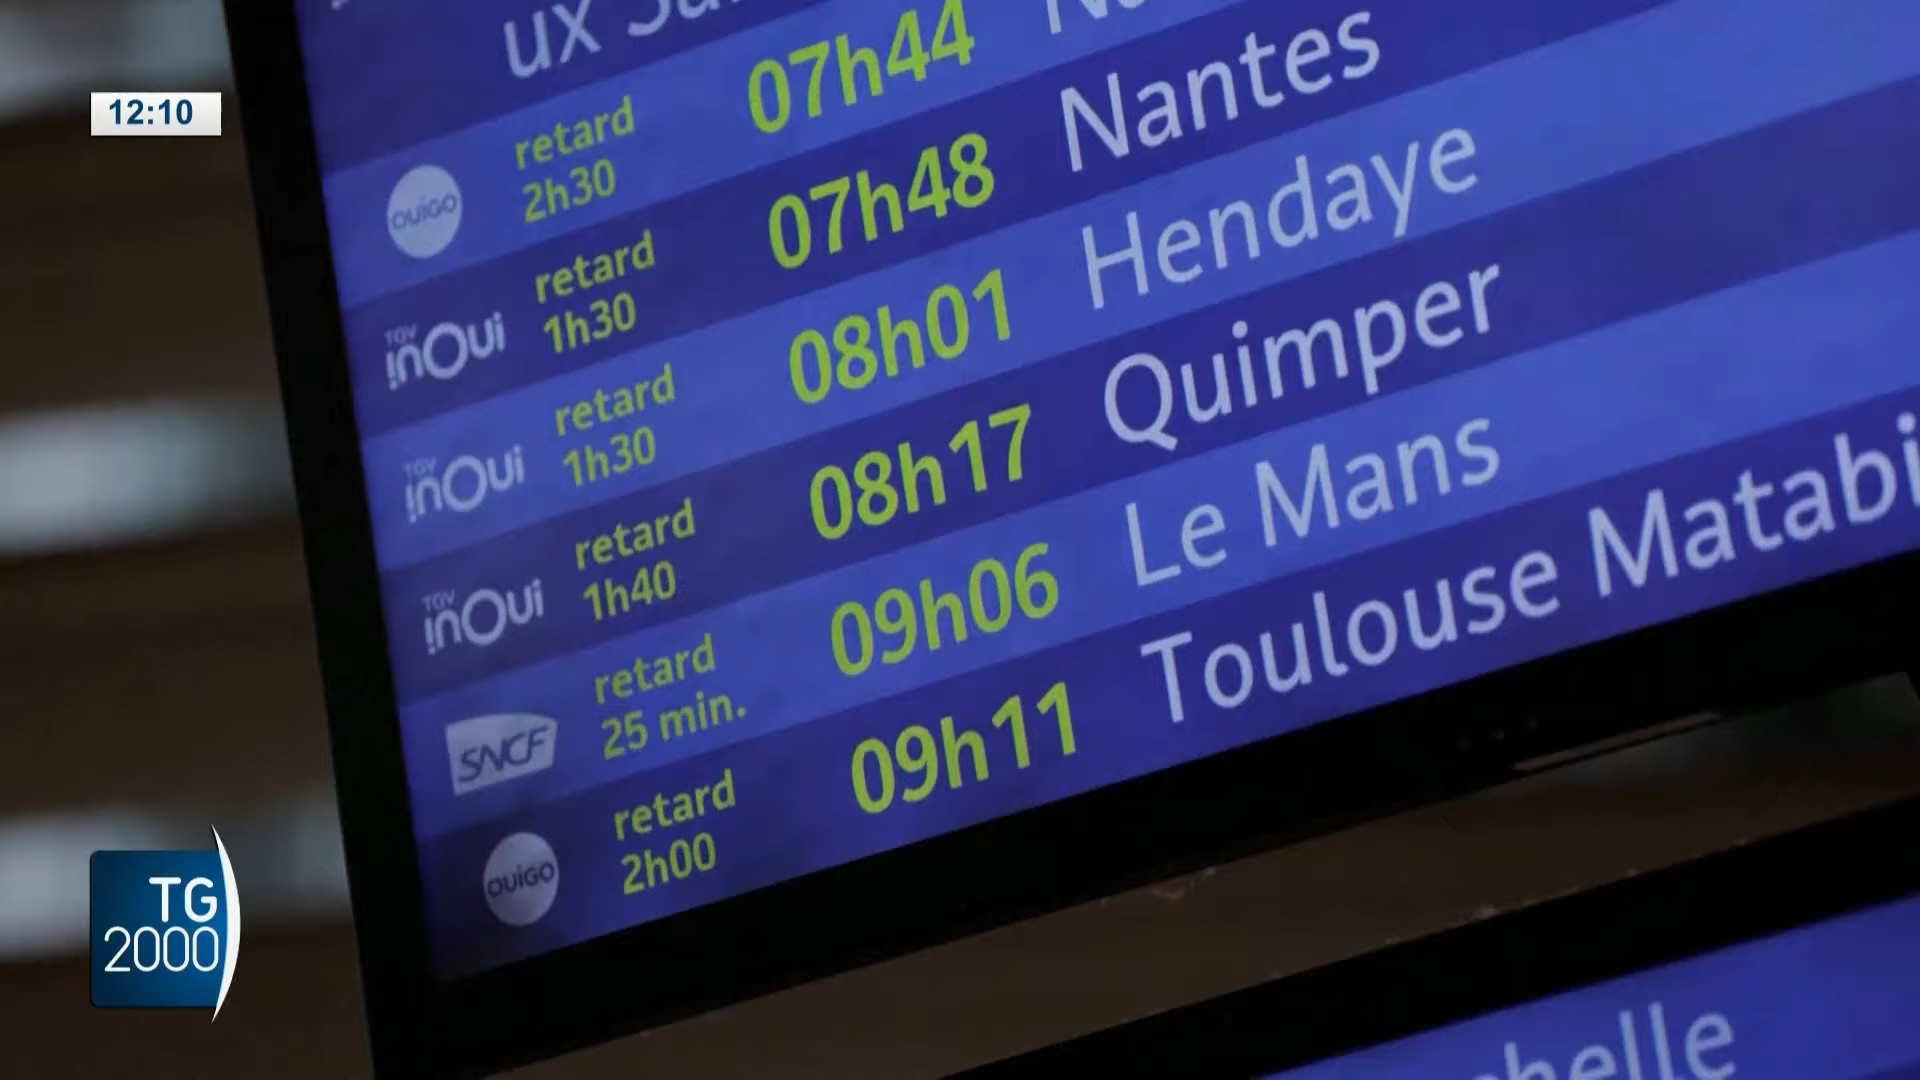 12:10
ux
OUIGO retard 2h30 07h44
TGV inOui retard 1h30 07h48 Nantes
TGV inOui retard 1h30 08h01 Hendaye
TGV inOui retard 1h40 08h17 Quimper
SNCF retard 25 min. 09h06 Le Mans
OUIGO retard 2h00 09h11 Toulouse Matabi
helle
TG
2000